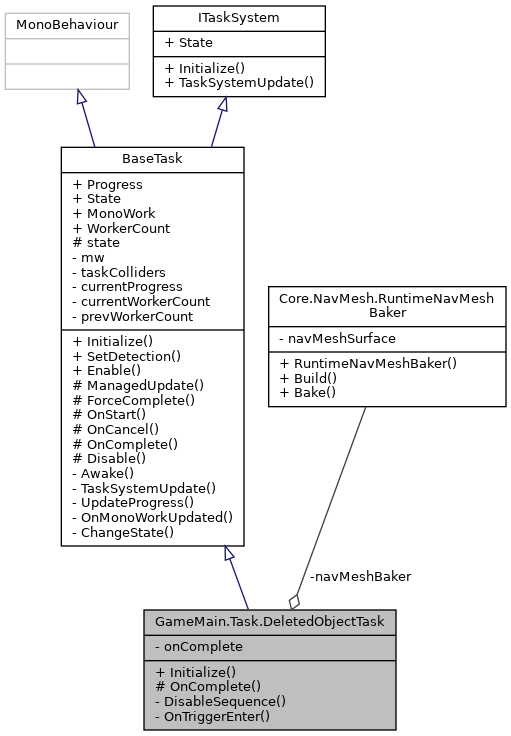 MonoBehaviour
ITaskSystem
+ State
+ Initialize()
+ TaskSystemUpdate()
BaseTask
+ Progress
+ State
+ MonoWork
+ WorkerCount
# state
- mw
- taskColliders
- currentProgress
- currentWorkerCount
- prevWorkerCount
+ Initialize()
+ SetDetection()
+ Enable()
# ManagedUpdate()
# ForceComplete()
# OnStart()
# OnCancel()
# OnComplete()
# Disable()
- Awake()
- TaskSystemUpdate()
- UpdateProgress()
- OnMonoWorkUpdated()
- ChangeState()
Core.NavMesh.RuntimeNavMesh
Baker
- navMeshSurface
+ RuntimeNavMeshBaker()
+ Build()
+ Bake()
-navMeshBaker
GameMain.Task.DeletedObjectTask
- onComplete
+ Initialize()
# OnComplete()
- DisableSequence()
- OnTriggerEnter()